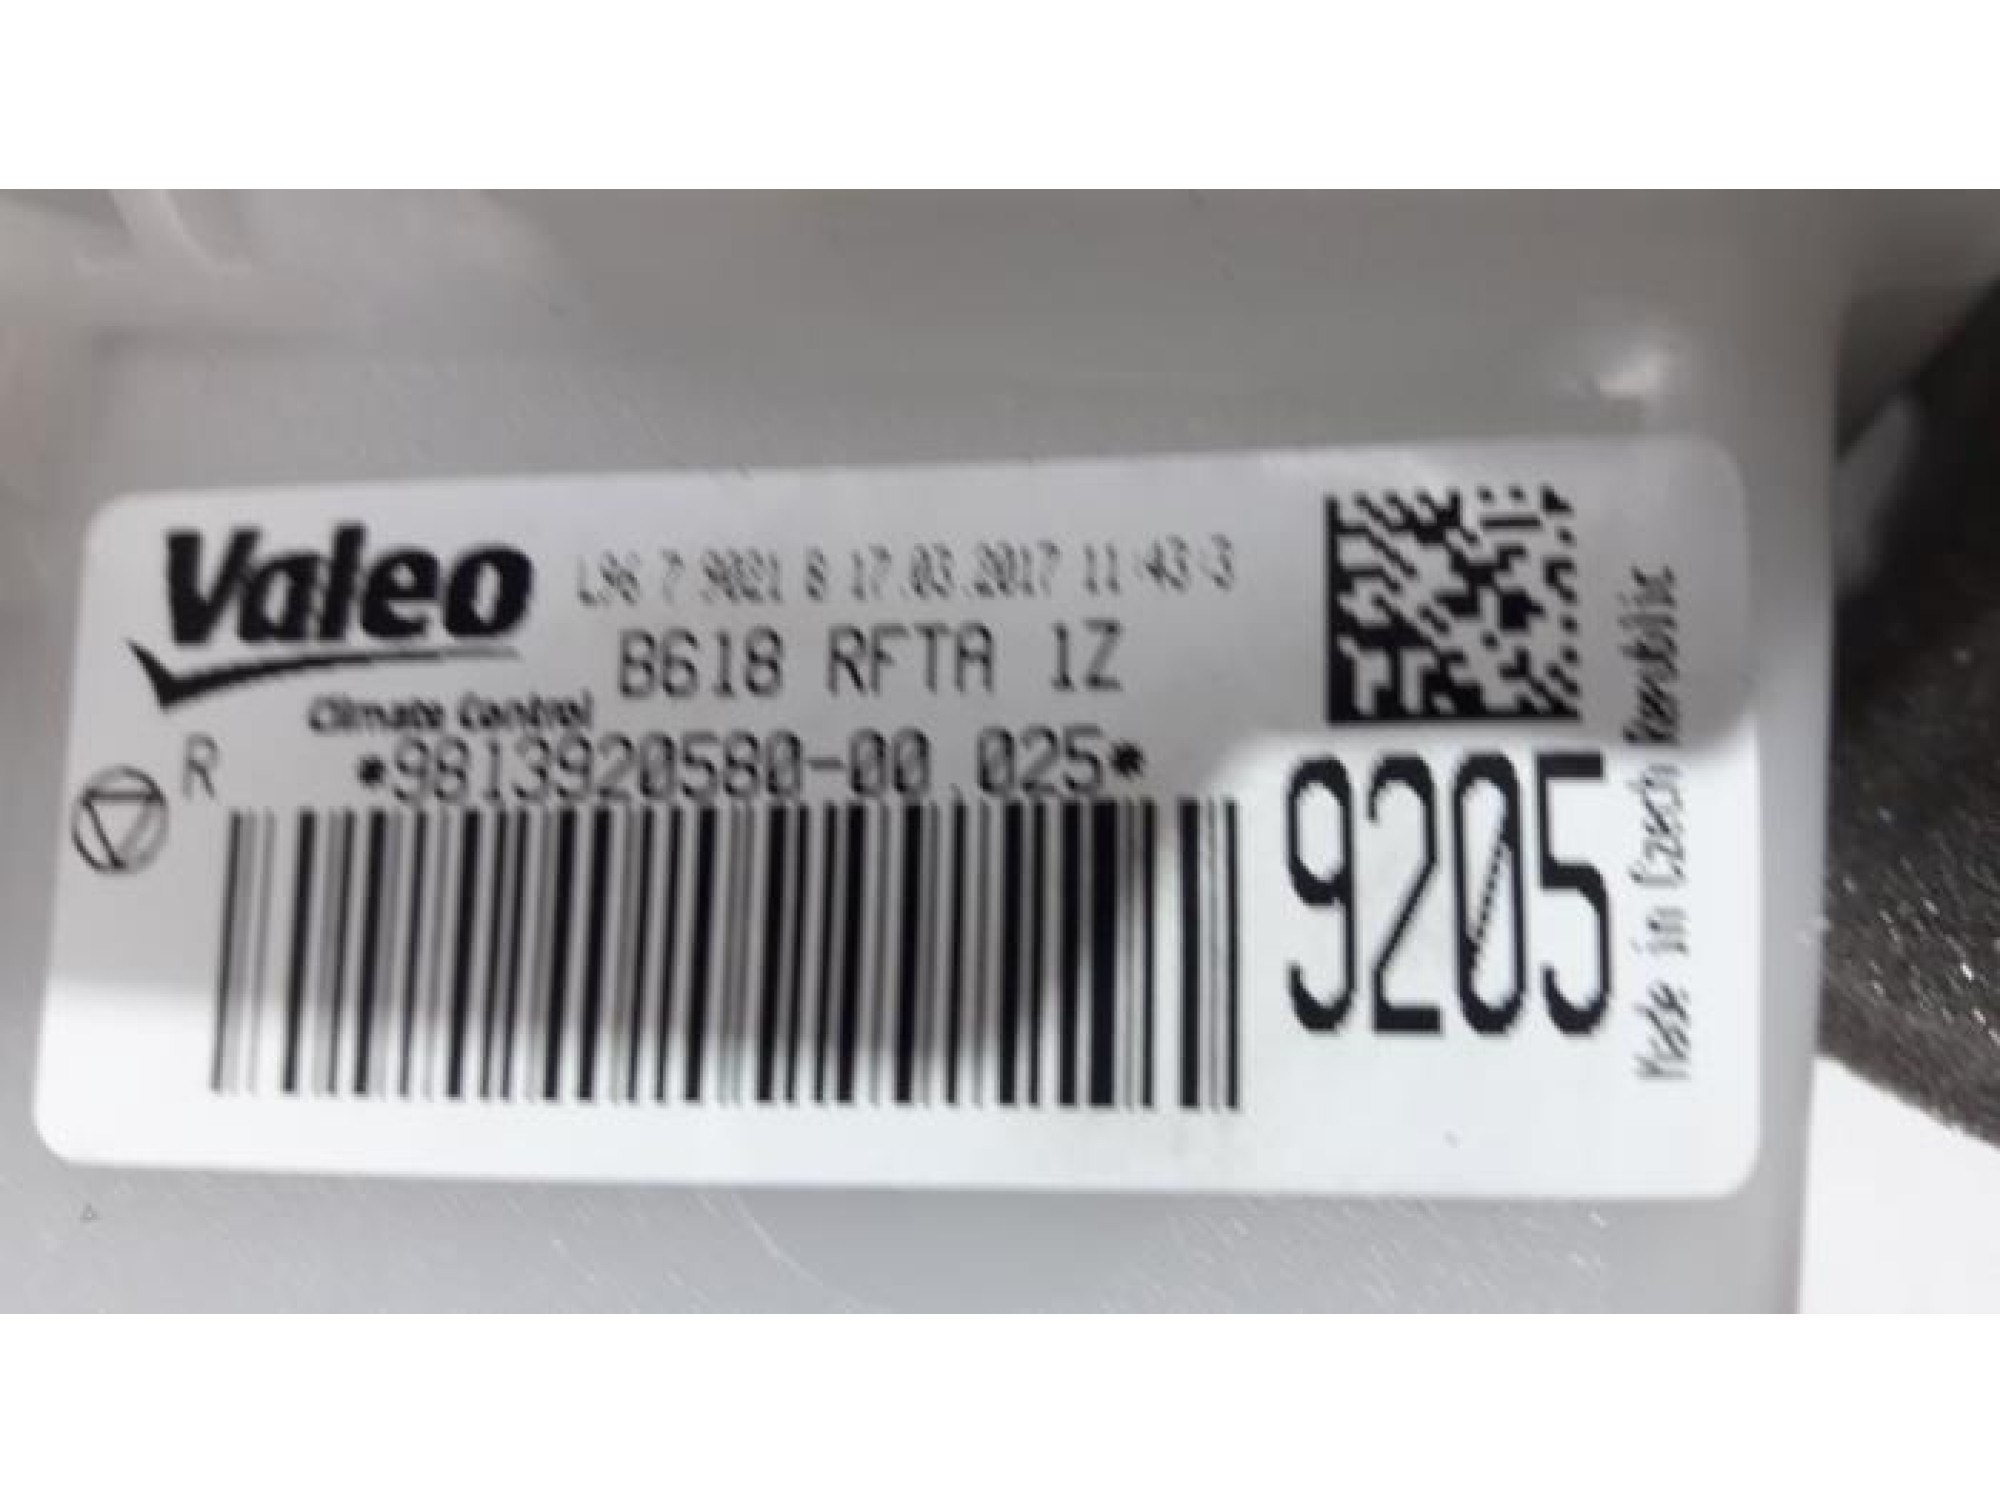 Valeo
L96 7 9021 8 17.03.2017 11:43:3
B618 RFTA 1Z
Climate Control
R
*9813920580-00.025*
9205
Made in Czech Republic